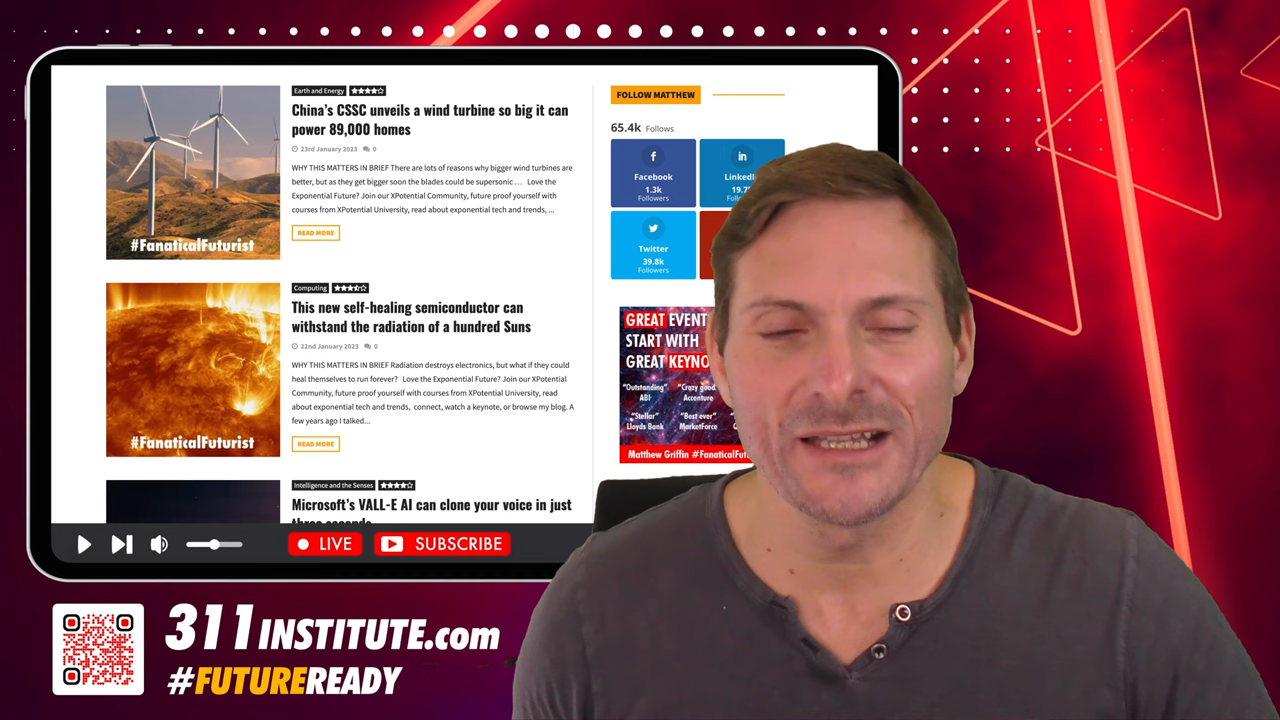 Earth and Energy
China's CSSC unveils a wind turbine so big it can
power 89,000 homes
23rd January 2023 0
WHY THIS MATTERS IN BRIEF There are lots of reasons why bigger wind turbines are
better, but as they get bigger soon the blades could be supersonic … Love the
Exponential Future? Join our XPotential Community, future proof yourself with
courses from XPotential University, read about exponential tech and trends, ...
READ MORE
#FanaticalFuturist
Computing
This new self-healing semiconductor can
withstand the radiation of a hundred Suns
22nd January 2023 0
WHY THIS MATTERS IN BRIEF Radiation destroys electronics, but what if they could
heal themselves to run forever? Love the Exponential Future? Join our XPotential
Community, future proof yourself with courses from XPotential University, read
about exponential tech and trends, connect, watch a keynote, or browse my blog. A
few years ago I talked...
READ MORE
#FanaticalFuturist
Intelligence and the Senses
Microsoft's VALL-E AI can clone your voice in just
three seconds
FOLLOW MATTHEW
65.4k Follows
f
Facebook
1.3k
Followers
in
LinkedI
19.7
Foll
Twitter
39.8k
Followers
GREAT EVENT
START WITH
GREAT KEYNO
"Outstanding"
ABI
"Crazy good
Accenture
"Stellar"
Lloyds Bank
"Best ever"
MarketForce
Matthew Griffin #FanaticalFutu
LIVE
SUBSCRIBE
311INSTITUTE.com
#FUTUREREADY